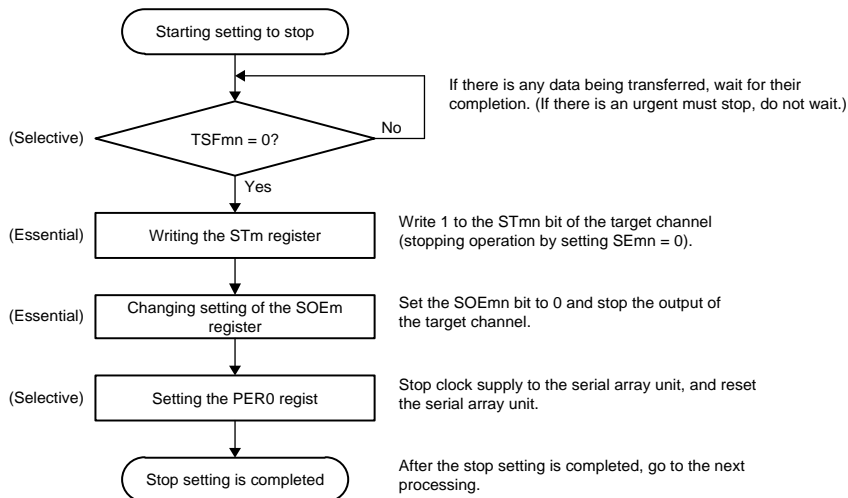 Starting setting to stop
If there is any data being transferred, wait for their
completion. (If there is an urgent must stop, do not wait.)
(Selective)
TSFmn = 0?
No
Yes
(Essential)
Writing the STm register
Write 1 to the STmn bit of the target channel
(stopping operation by setting SEmn = 0).
(Essential)
Changing setting of the SOEm
register
Set the SOEmn bit to 0 and stop the output of
the target channel.
(Selective)
Setting the PER0 regist
Stop clock supply to the serial array unit, and reset
the serial array unit.
Stop setting is completed
After the stop setting is completed, go to the next
processing.